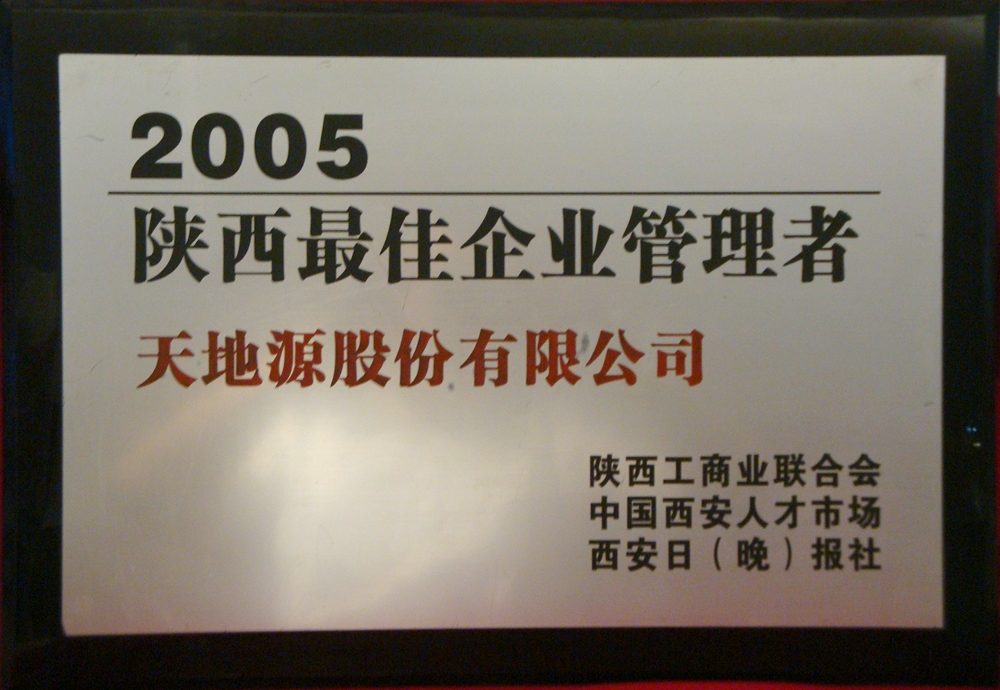 2005
陕西最佳企业管理者
天地源股份有限公司
陕西工商业联合会
中国西安人才市场
西安日（晚）报社